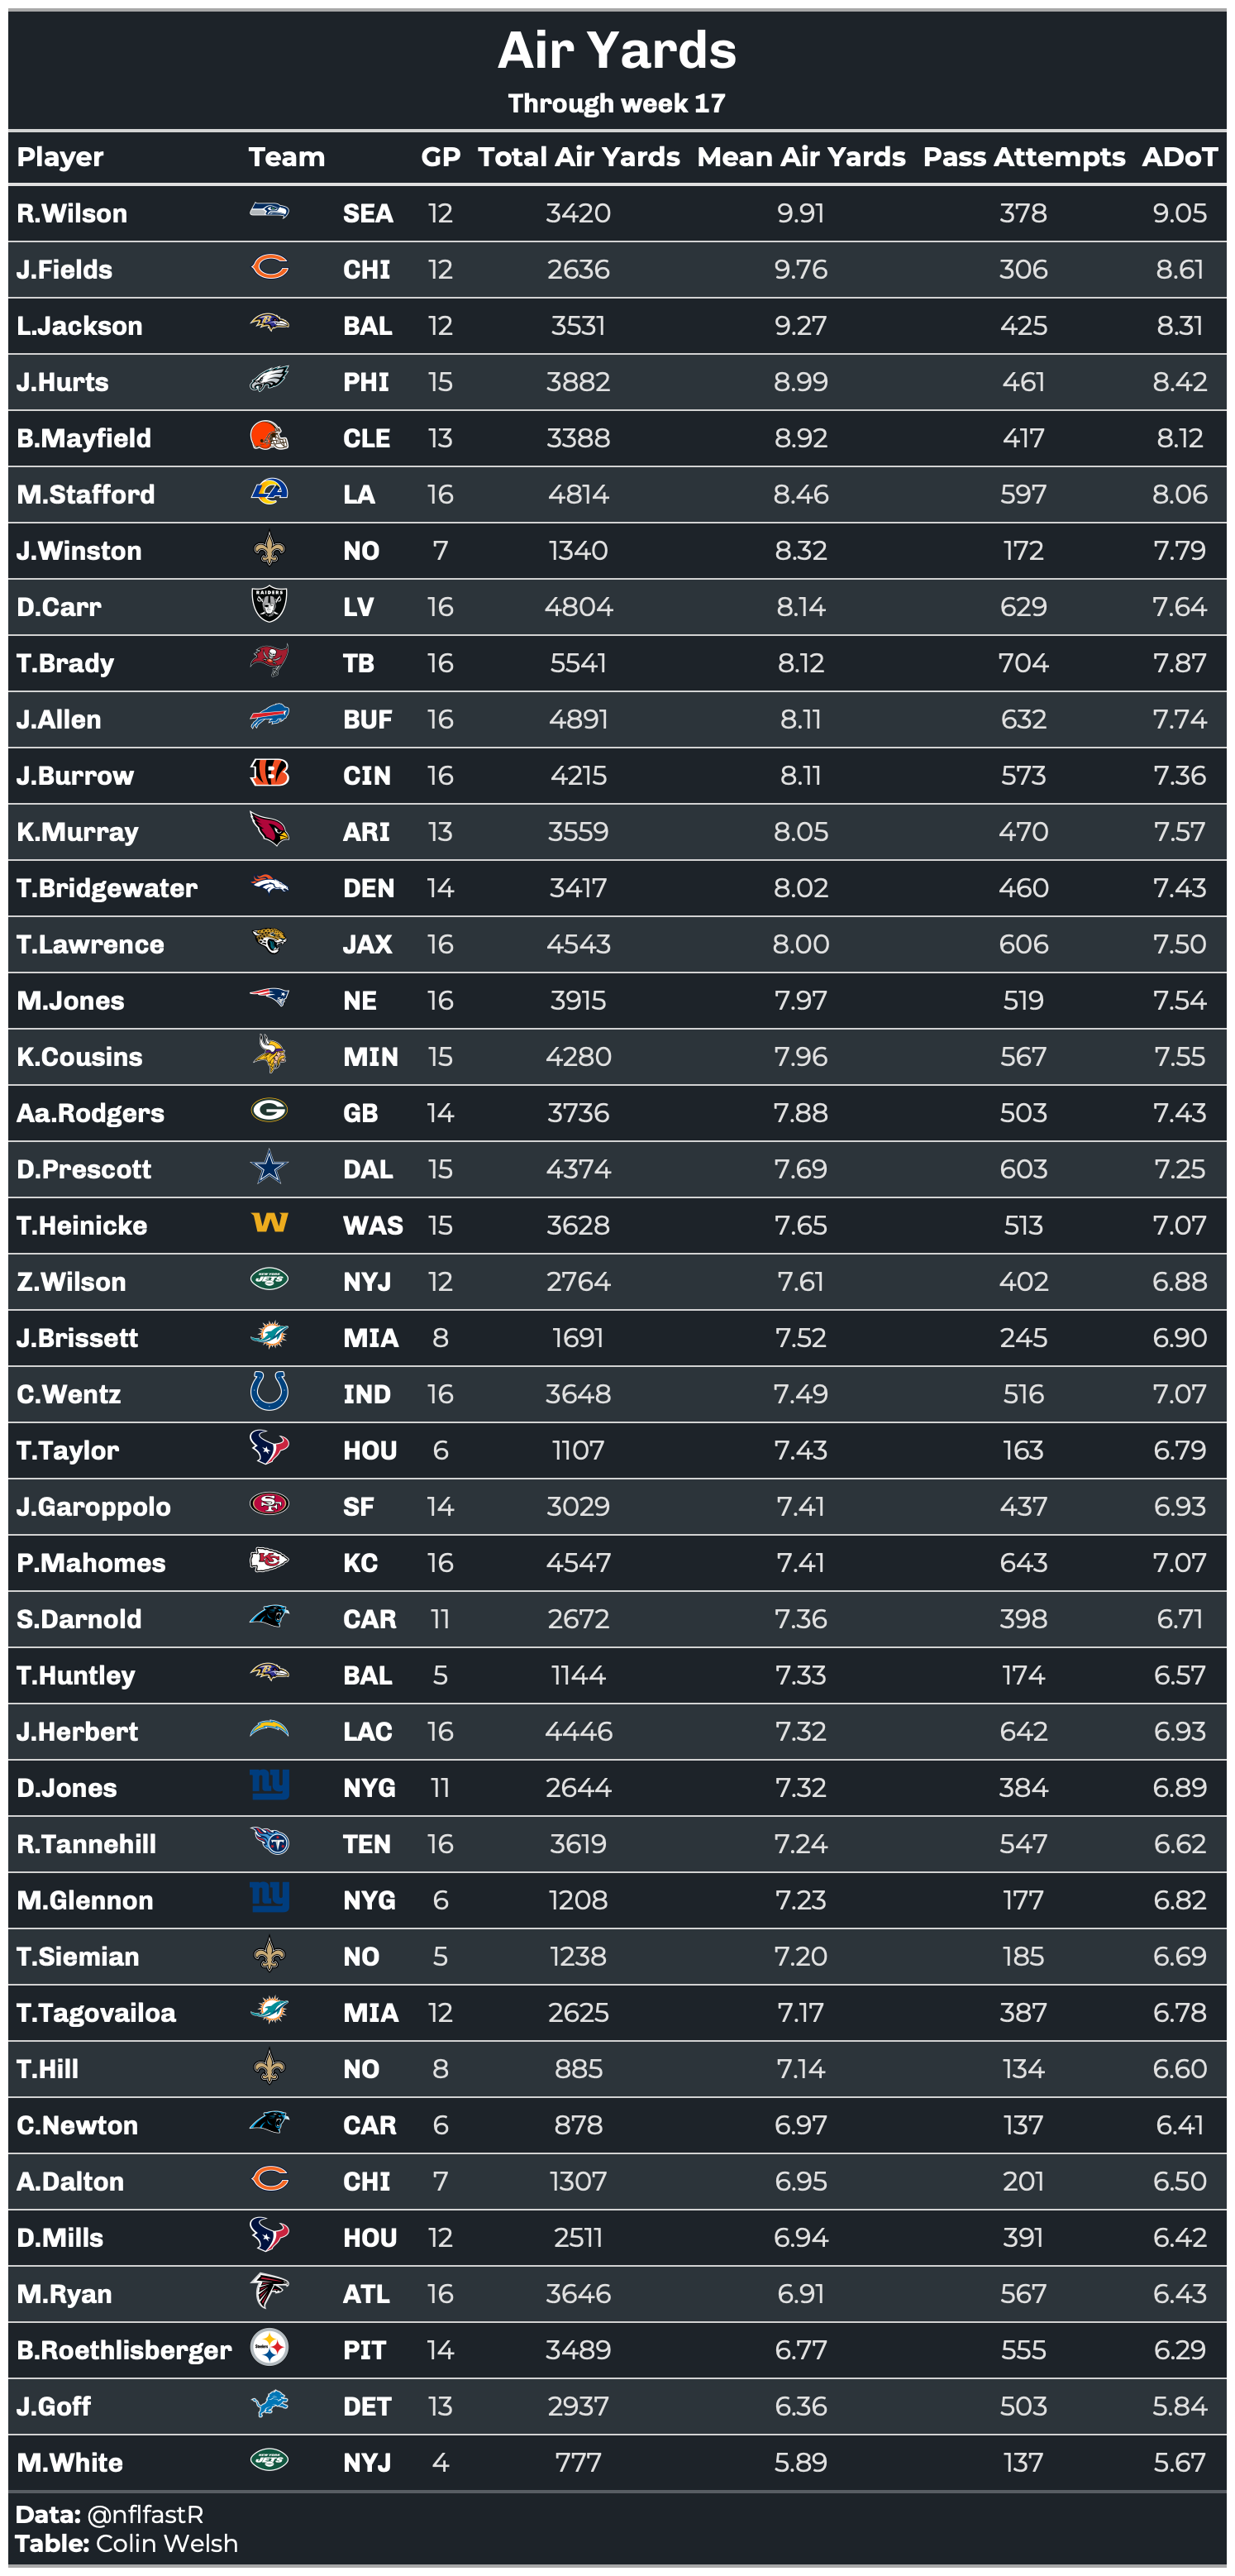 Air Yards
Through week 17
Player Team GP Total Air Yards Mean Air Yards Pass Attempts ADoT
R.Wilson SEA 12 3420 9.91 378 9.05
J.Fields CHI 12 2636 9.76 306 8.61
L.Jackson BAL 12 3531 9.27 425 8.31
J.Hurts PHI 15 3882 8.99 461 8.42
B.Mayfield CLE 13 3388 8.92 417 8.12
M.Stafford LA 16 4814 8.46 597 8.06
J.Winston NO 7 1340 8.32 172 7.79
D.Carr RAIDERS LV 16 4804 8.14 629 7.64
T.Brady TB 16 5541 8.12 704 7.87
J.Allen BUF 16 4891 8.11 632 7.74
J.Burrow CIN 16 4215 8.11 573 7.36
K.Murray ARI 13 3559 8.05 470 7.57
T.Bridgewater DEN 14 3417 8.02 460 7.43
T.Lawrence JAX 16 4543 8.00 606 7.50
M.Jones NE 16 3915 7.97 519 7.54
K.Cousins MIN 15 4280 7.96 567 7.55
Aa.Rodgers G GB 14 3736 7.88 503 7.43
D.Prescott DAL 15 4374 7.69 603 7.25
T.Heinicke W WAS 15 3628 7.65 513 7.07
Z.Wilson JETS NYJ 12 2764 7.61 402 6.88
J.Brissett MIA 8 1691 7.52 245 6.90
C.Wentz IND 16 3648 7.49 516 7.07
T.Taylor HOU 6 1107 7.43 163 6.79
J.Garoppolo SF SF 14 3029 7.41 437 6.93
P.Mahomes KC KC 16 4547 7.41 643 7.07
S.Darnold CAR 11 2672 7.36 398 6.71
T.Huntley BAL 5 1144 7.33 174 6.57
J.Herbert LAC 16 4446 7.32 642 6.93
D.Jones ny NYG 11 2644 7.32 384 6.89
R.Tannehill T TEN 16 3619 7.24 547 6.62
M.Glennon ny NYG 6 1208 7.23 177 6.82
T.Siemian NO 5 1238 7.20 185 6.69
T.Tagovailoa MIA 12 2625 7.17 387 6.78
T.Hill NO 8 885 7.14 134 6.60
C.Newton CAR 6 878 6.97 137 6.41
A.Dalton CHI 7 1307 6.95 201 6.50
D.Mills HOU 12 2511 6.94 391 6.42
M.Ryan ATL 16 3646 6.91 567 6.43
B.Roethlisberger Steelers PIT 14 3489 6.77 555 6.29
J.Goff DET 13 2937 6.36 503 5.84
M.White JETS NYJ 4 777 5.89 137 5.67
Data: @nflfastR
Table: Colin Welsh